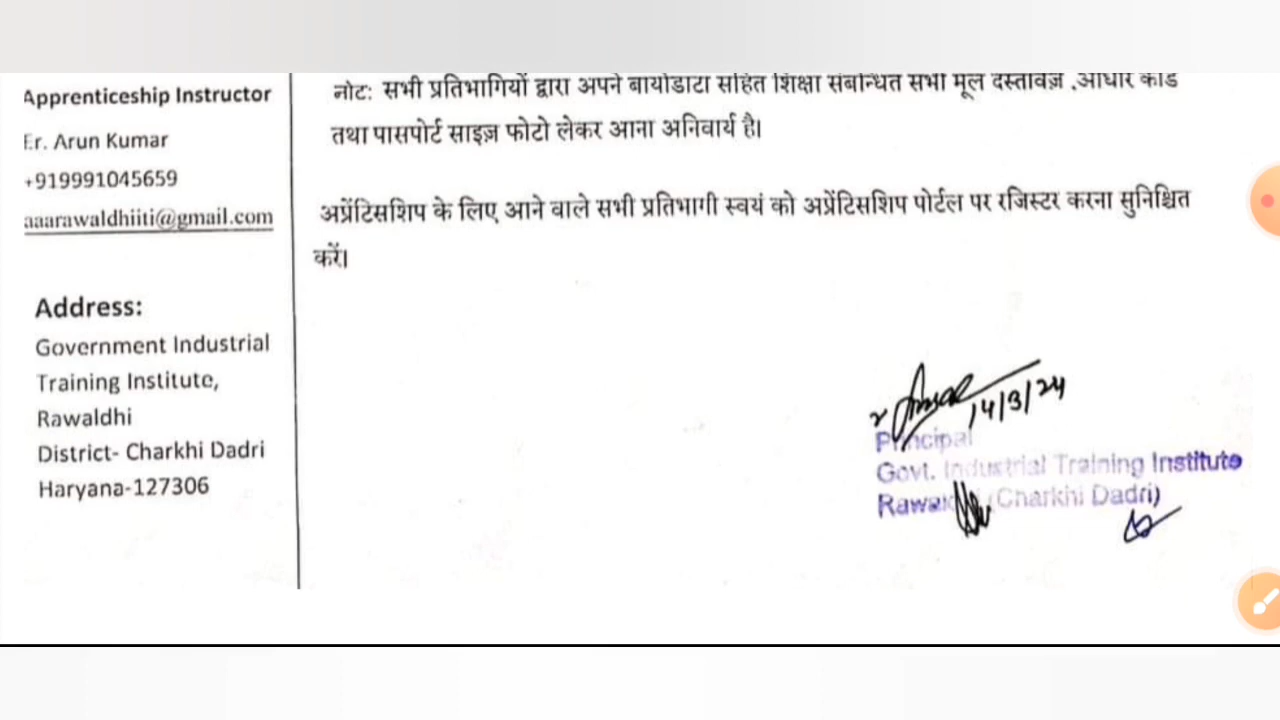 Apprenticeship Instructor
Er. Arun Kumar
+919991045659
aaarawaldhiiti@gmail.com
Address:
Government Industrial
Training Institute,
Rawaldhi
District- Charkhi Dadri
Haryana-127306
नोट: सभी प्रतिभागियों द्वारा अपने बायोडाटा सहित शिक्षा संबन्धित सभी मूल दस्तावेज़ ,आधार कार्ड
तथा पासपोर्ट साइज़ फोटो लेकर आना अनिवार्य है।
अप्रेंटिसशिप के लिए आने वाले सभी प्रतिभागी स्वयं को अप्रेंटिसशिप पोर्टल पर रजिस्टर करना सुनिश्चित
करें।
14/3/24
Principal
Govt. Industrial Training Institute
(Charkhi Dadri)